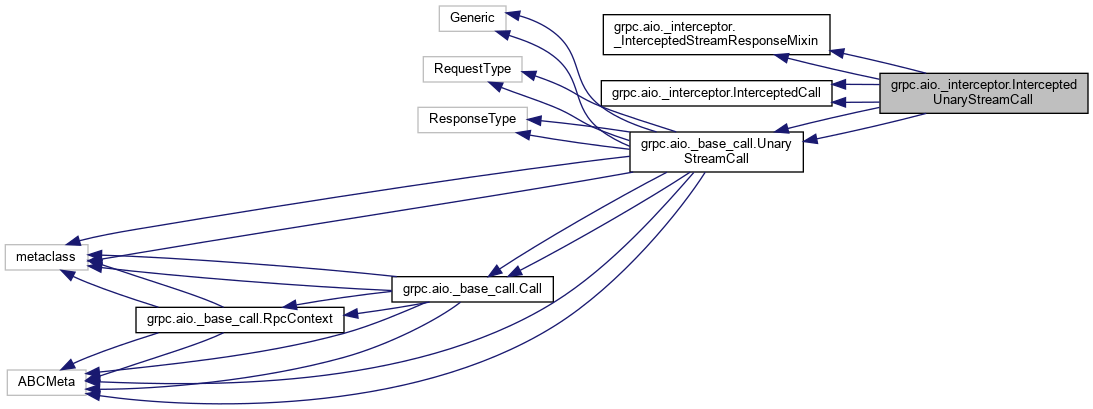 Generic
grpc.aio._interceptor.
_InterceptedStreamResponseMixin
RequestType
grpc.aio._interceptor.InterceptedCall
grpc.aio._interceptor.Intercepted
UnaryStreamCall
ResponseType
grpc.aio._base_call.Unary
StreamCall
metaclass
grpc.aio._base_call.Call
grpc.aio._base_call.RpcContext
ABCMeta